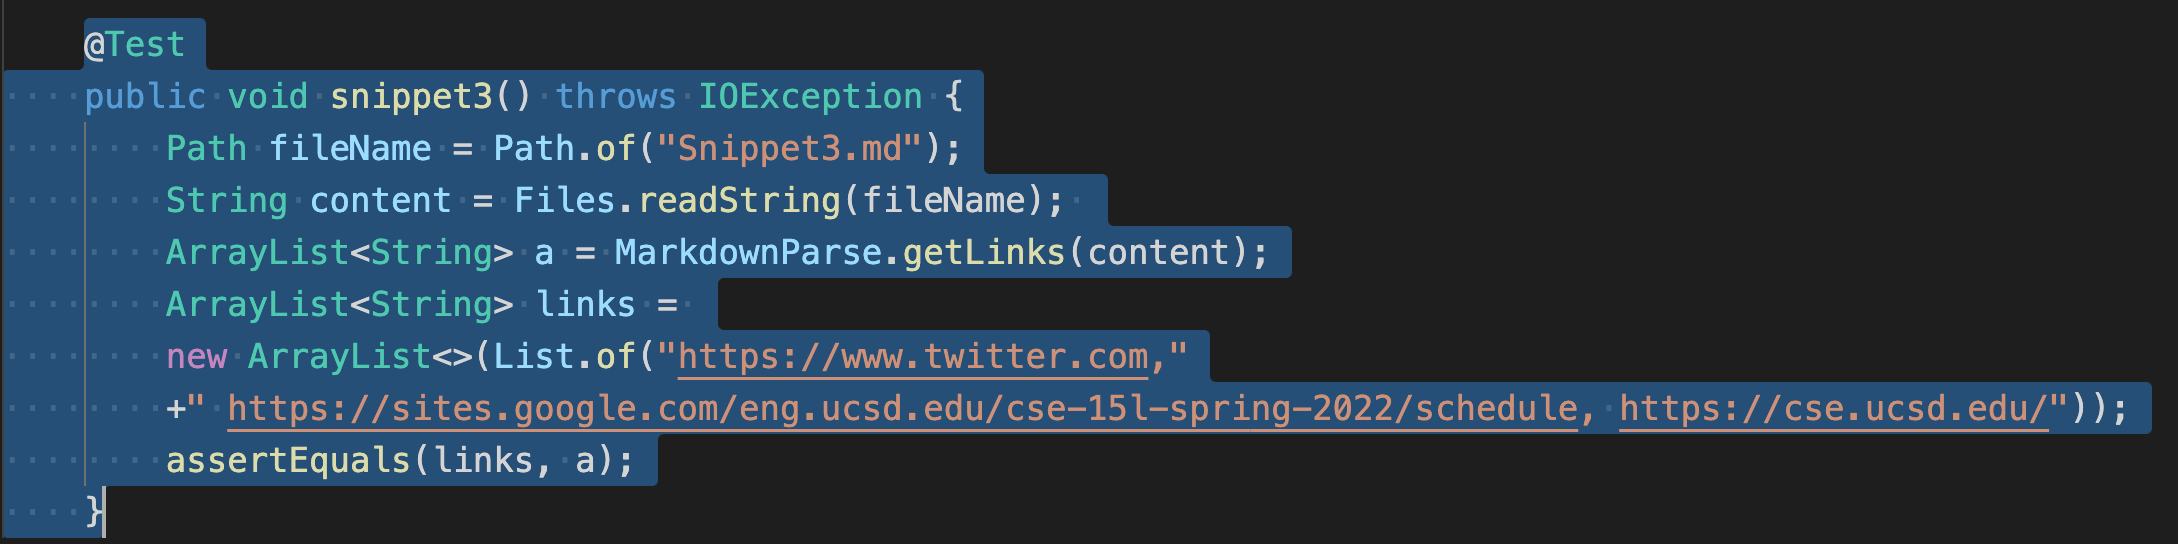 @Test
public void snippet3() throws IOException {
Path fileName = Path.of("Snippet3.md");
String content = Files.readString(fileName);
ArrayList<String> a = MarkdownParse.getLinks(content);
ArrayList<String> links =
new ArrayList<>(List.of("https://www.twitter.com,"
+" https://sites.google.com/eng.ucsd.edu/cse-15l-spring-2022/schedule, https://cse.ucsd.edu/"));
assertEquals(links, a);
}